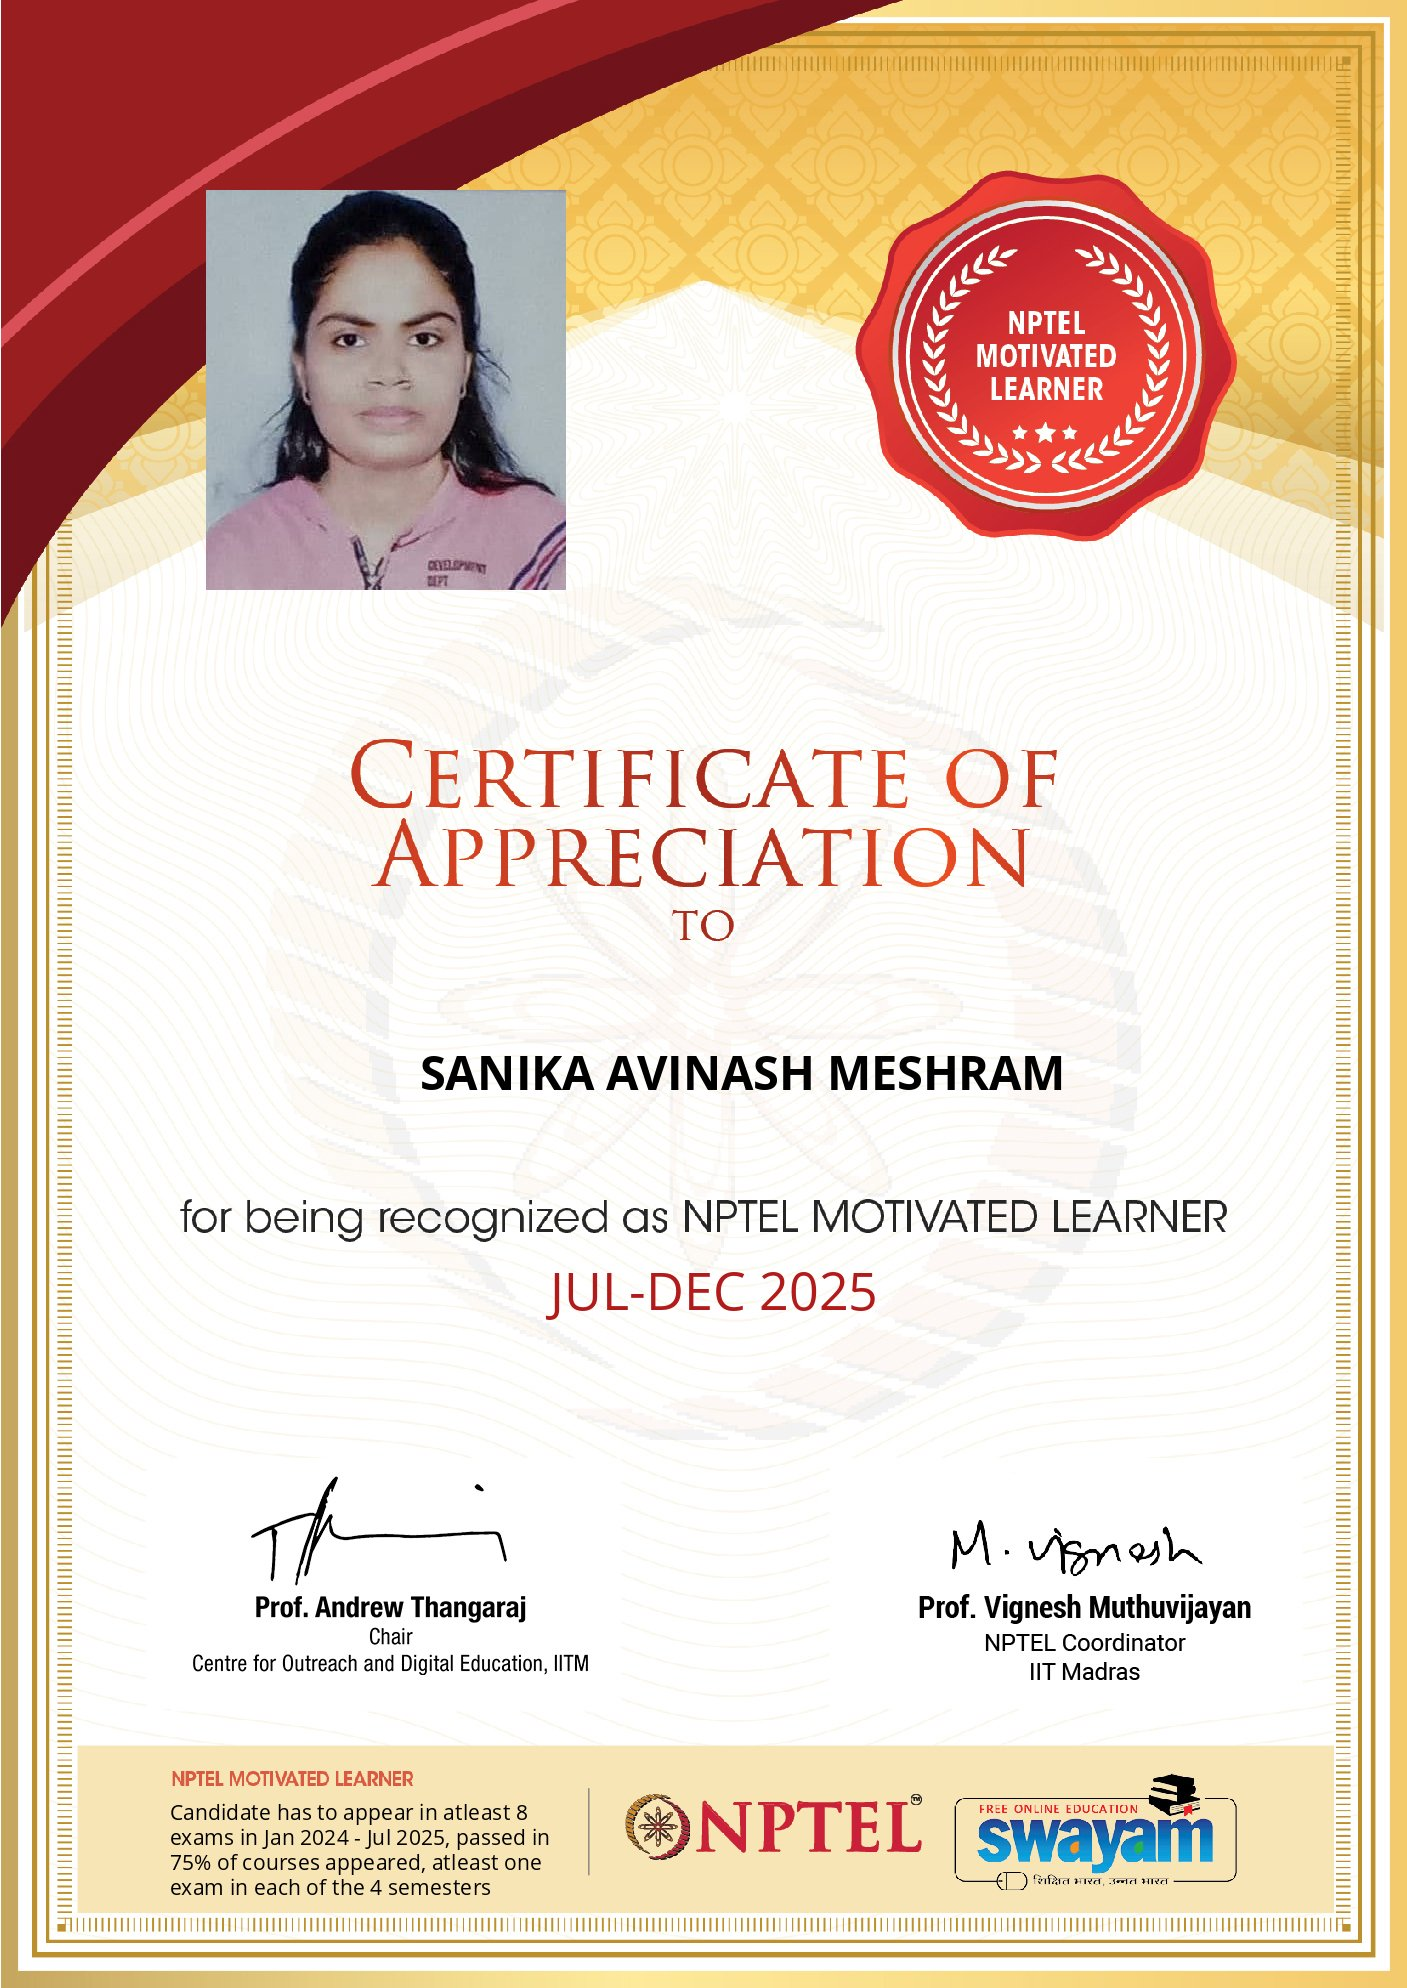 NPTEL
MOTIVATED
LEARNER
DEVELOPMENT
DEPT
CERTIFICATE OF
APPRECIATION
TO
SANIKA AVINASH MESHRAM
for being recognized as NPTEL MOTIVATED LEARNER
JUL-DEC 2025
M. Vignesh
Prof. Andrew Thangaraj
Chair
Centre for Outreach and Digital Education, IITM
Prof. Vignesh Muthuvijayan
NPTEL Coordinator
IIT Madras
NPTEL MOTIVATED LEARNER
Candidate has to appear in atleast 8
exams in Jan 2024 - Jul 2025, passed in
75% of courses appeared, atleast one
exam in each of the 4 semesters
NPTEL™
FREE ONLINE EDUCATION
swayam
शिक्षित भारत, उन्नत भारत